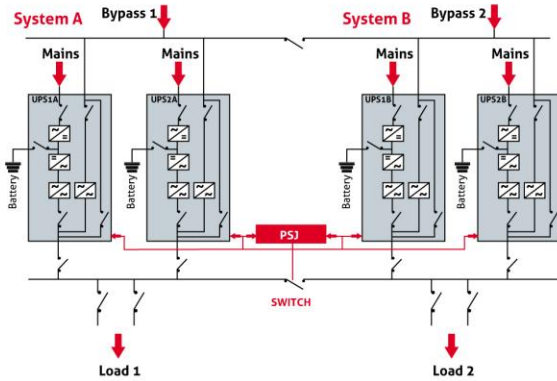 System A
Bypass 1
System B
Bypass 2
Mains
Mains
Mains
Mains
UPS1A
UPS2A
UPS1B
UPS2B
Battery
Battery
Battery
Battery
PSJ
SWITCH
Load 1
Load 2